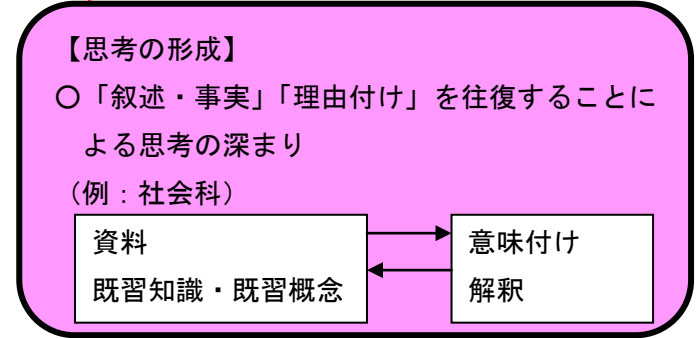 【思考の形成】
〇「叙述・事実」「理由付け」を往復することに
よる思考の深まり
（例：社会科）
資料
既習知識・既習概念
意味付け
解釈